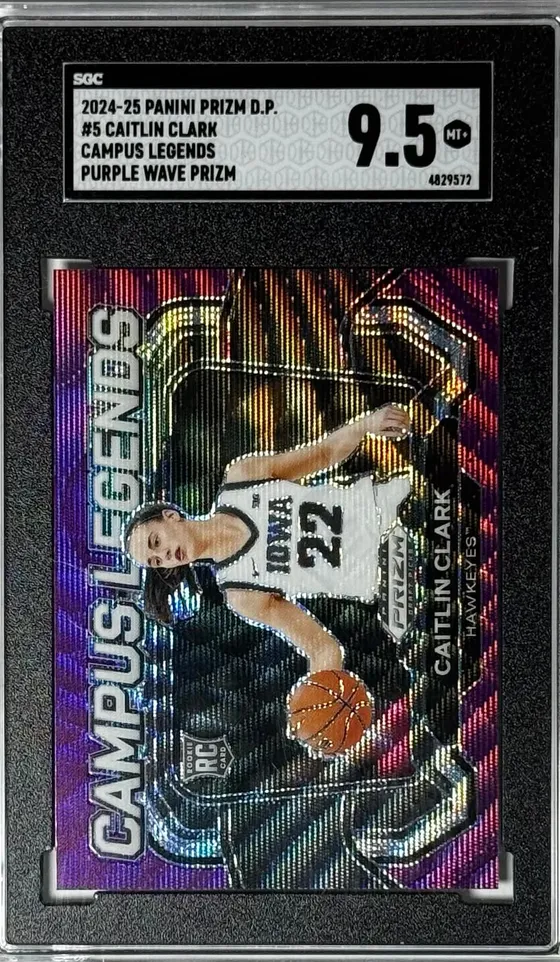 SGC
2024-25 PANINI PRIZM D.P.
#5 CAITLIN CLARK
CAMPUS LEGENDS
PURPLE WAVE PRIZM
9.5
MT+
4829572
CAMPUS LEGENDS
IOWA
22
PRIZM
CAITLIN CLARK
HAWKEYES
ROOKIE
RC
CARD